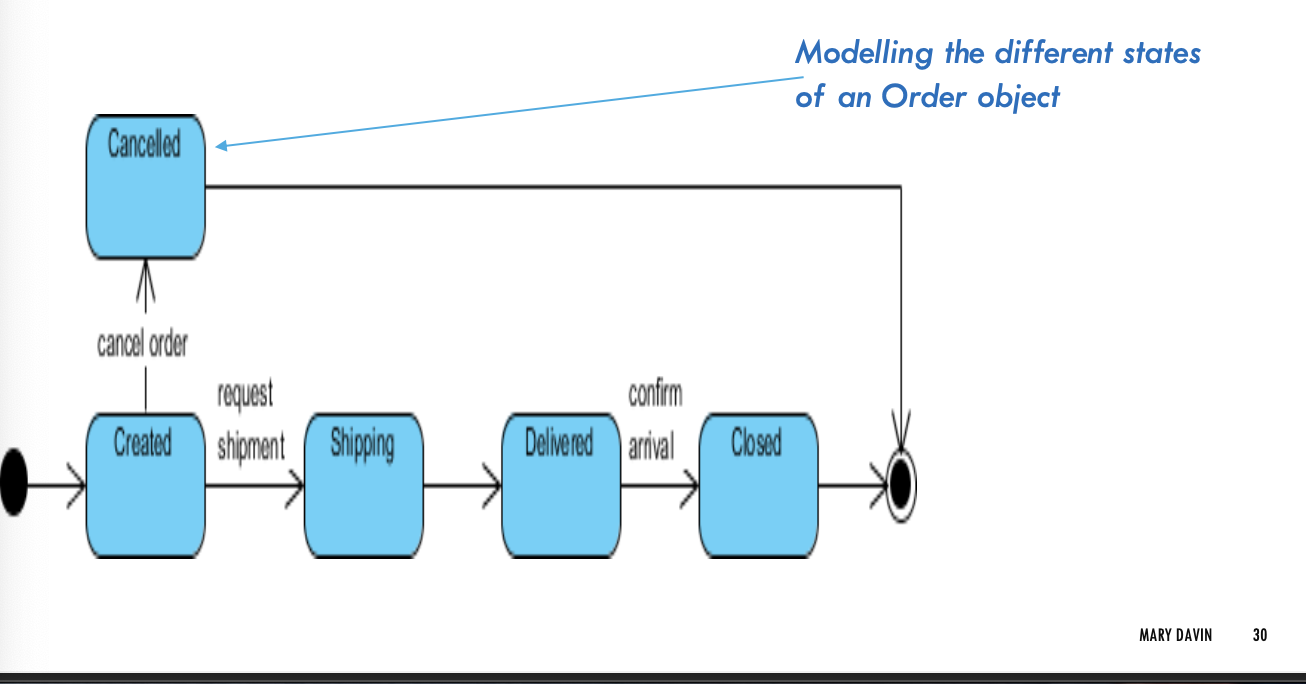 Modelling the different states
of an Order object
Cancelled
cancel order
request
shipment
confirm
arrival
Created
Shipping
Delivered
Closed
MARY DAVIN 30